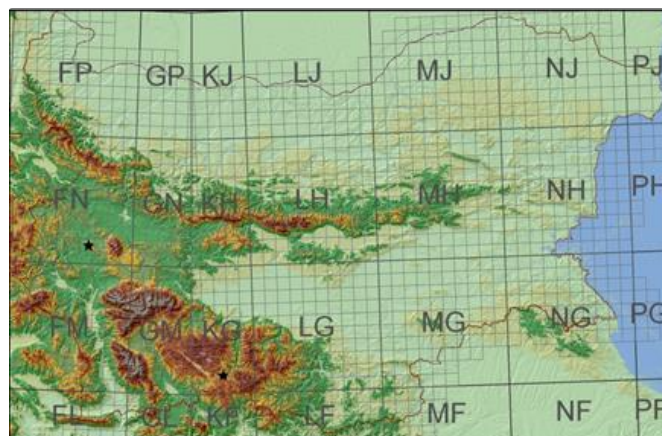 FP GP KJ LJ MJ NJ PJ
FN GN KH LH MH NH PH
FM GM KG LG MG NG PG
FL GL KF LF MF NF PF